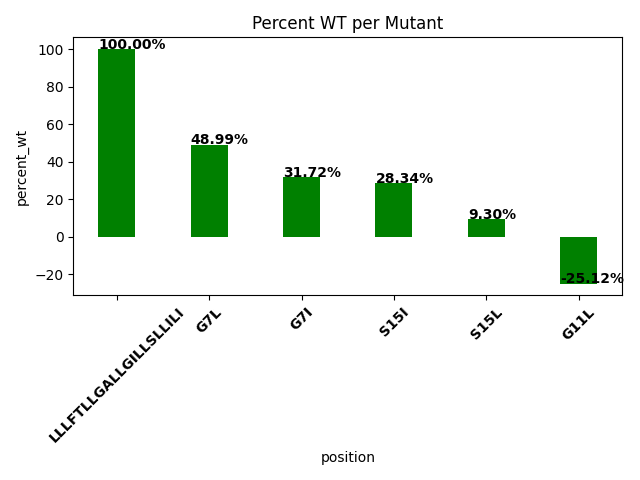 Percent WT per Mutant
percent_wt
100
80
60
40
20
0
−20
100.00%
48.99%
31.72%
28.34%
9.30%
-25.12%
LLLFTLLGALLGILLSLLILI
G7L
G7I
S15I
S15L
G11L
position